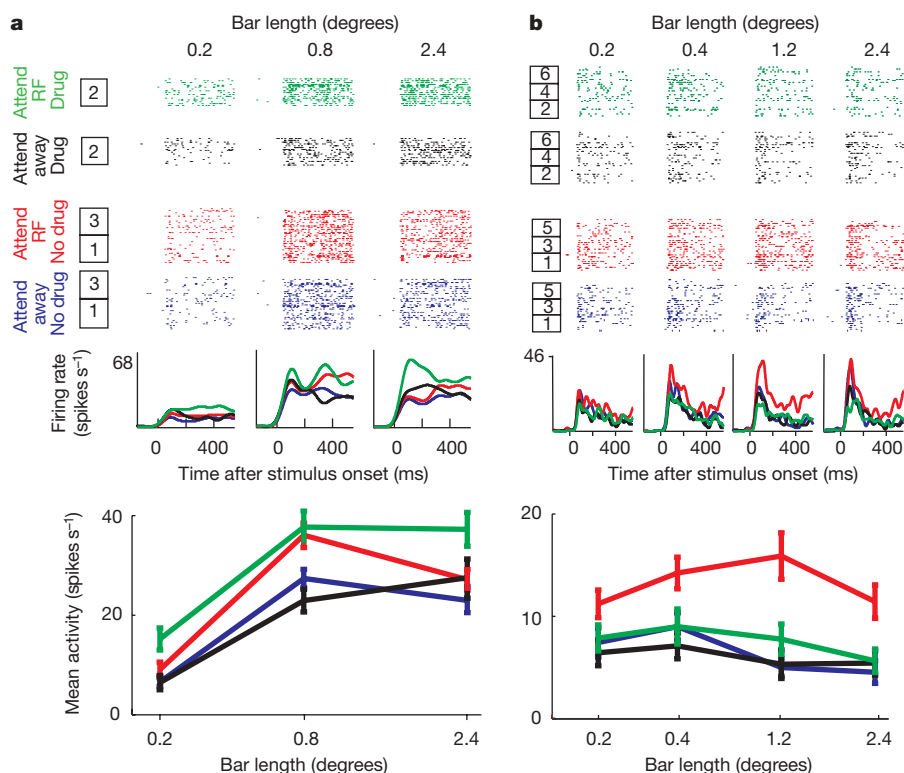 a
Bar length (degrees)
0.2 0.8 2.4
Attend RF Drug
2
Attend away Drug
2
Attend RF No drug
3
1
Attend away No drug
3
1
68
Firing rate (spikes s⁻¹)
0 400 0 400 0 400
Time after stimulus onset (ms)
40
20
0
Mean activity (spikes s⁻¹)
0.2 0.8 2.4
Bar length (degrees)
b
Bar length (degrees)
0.2 0.4 1.2 2.4
6
4
2
6
4
2
5
3
1
5
3
1
46
0 400 0 400 0 400 0 400
Time after stimulus onset (ms)
20
10
0
0.2 0.4 1.2 2.4
Bar length (degrees)